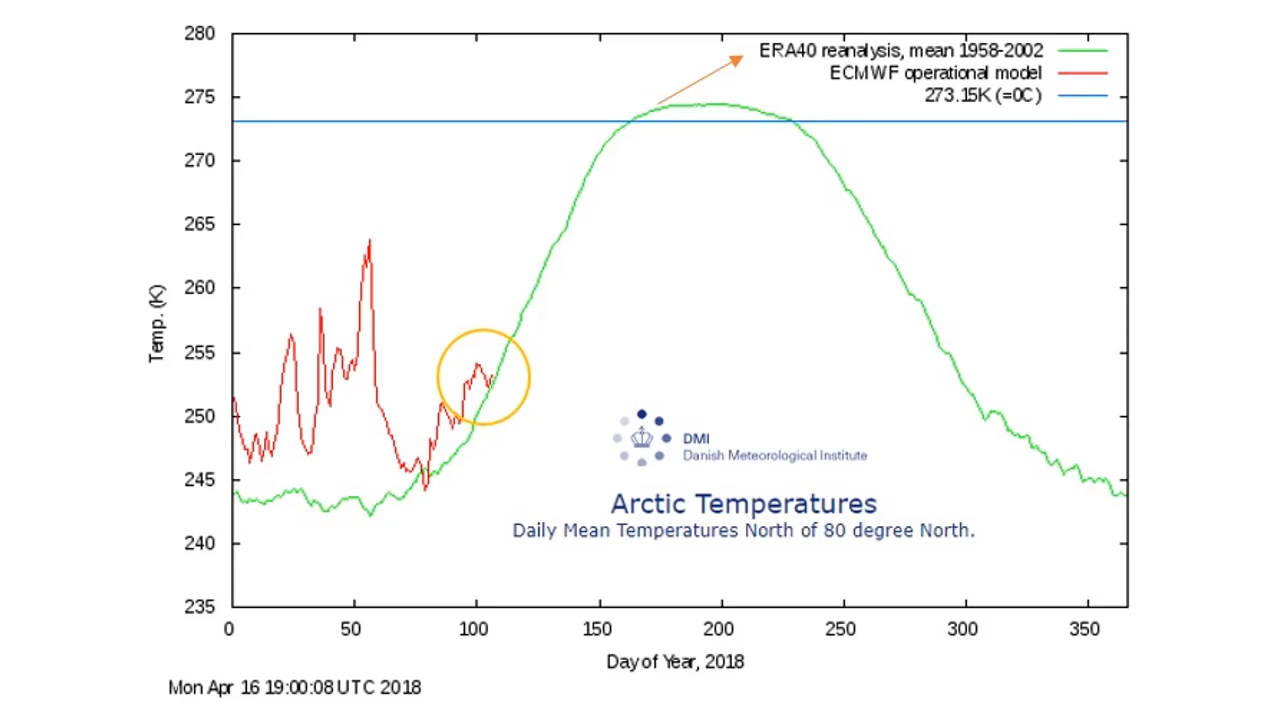 280
ERA40 reanalysis, mean 1958-2002
ECMWF operational model
273.15K (=0C)
275
270
265
260
255
250
245
240
235
Temp. (K)
DMI
Danish Meteorological Institute
Arctic Temperatures
Daily Mean Temperatures North of 80 degree North.
0 50 100 150 200 250 300 350
Day of Year, 2018
Mon Apr 16 19:00:08 UTC 2018